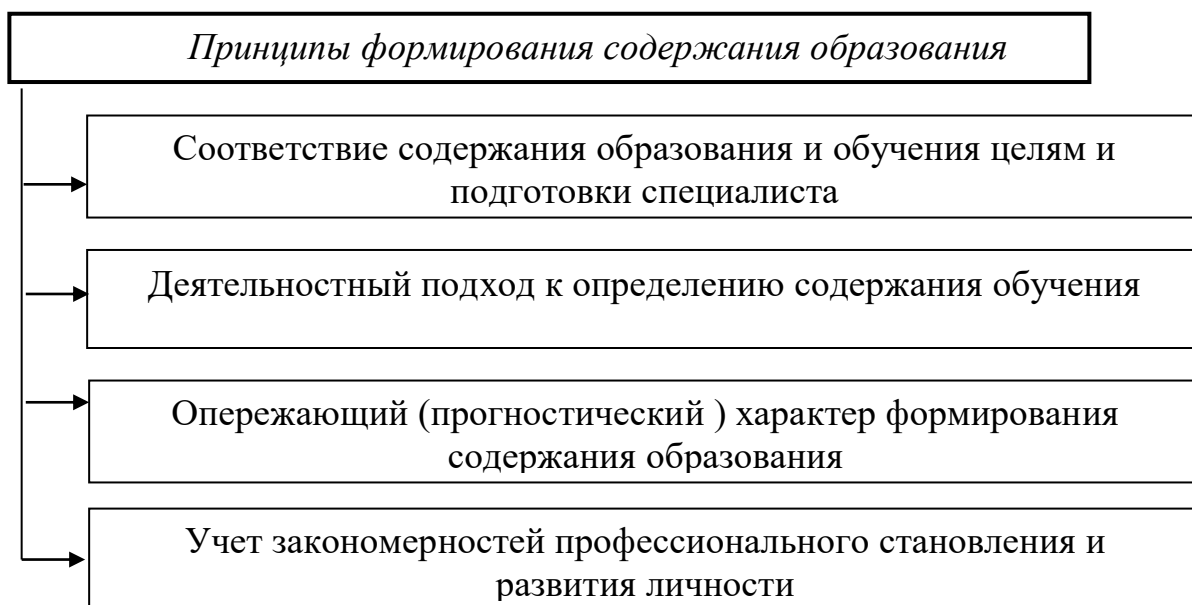 Принципы формирования содержания образования
Соответствие содержания образования и обучения целям и
подготовки специалиста
Деятельностный подход к определению содержания обучения
Опережающий (прогностический ) характер формирования
содержания образования
Учет закономерностей профессионального становления и
развития личности